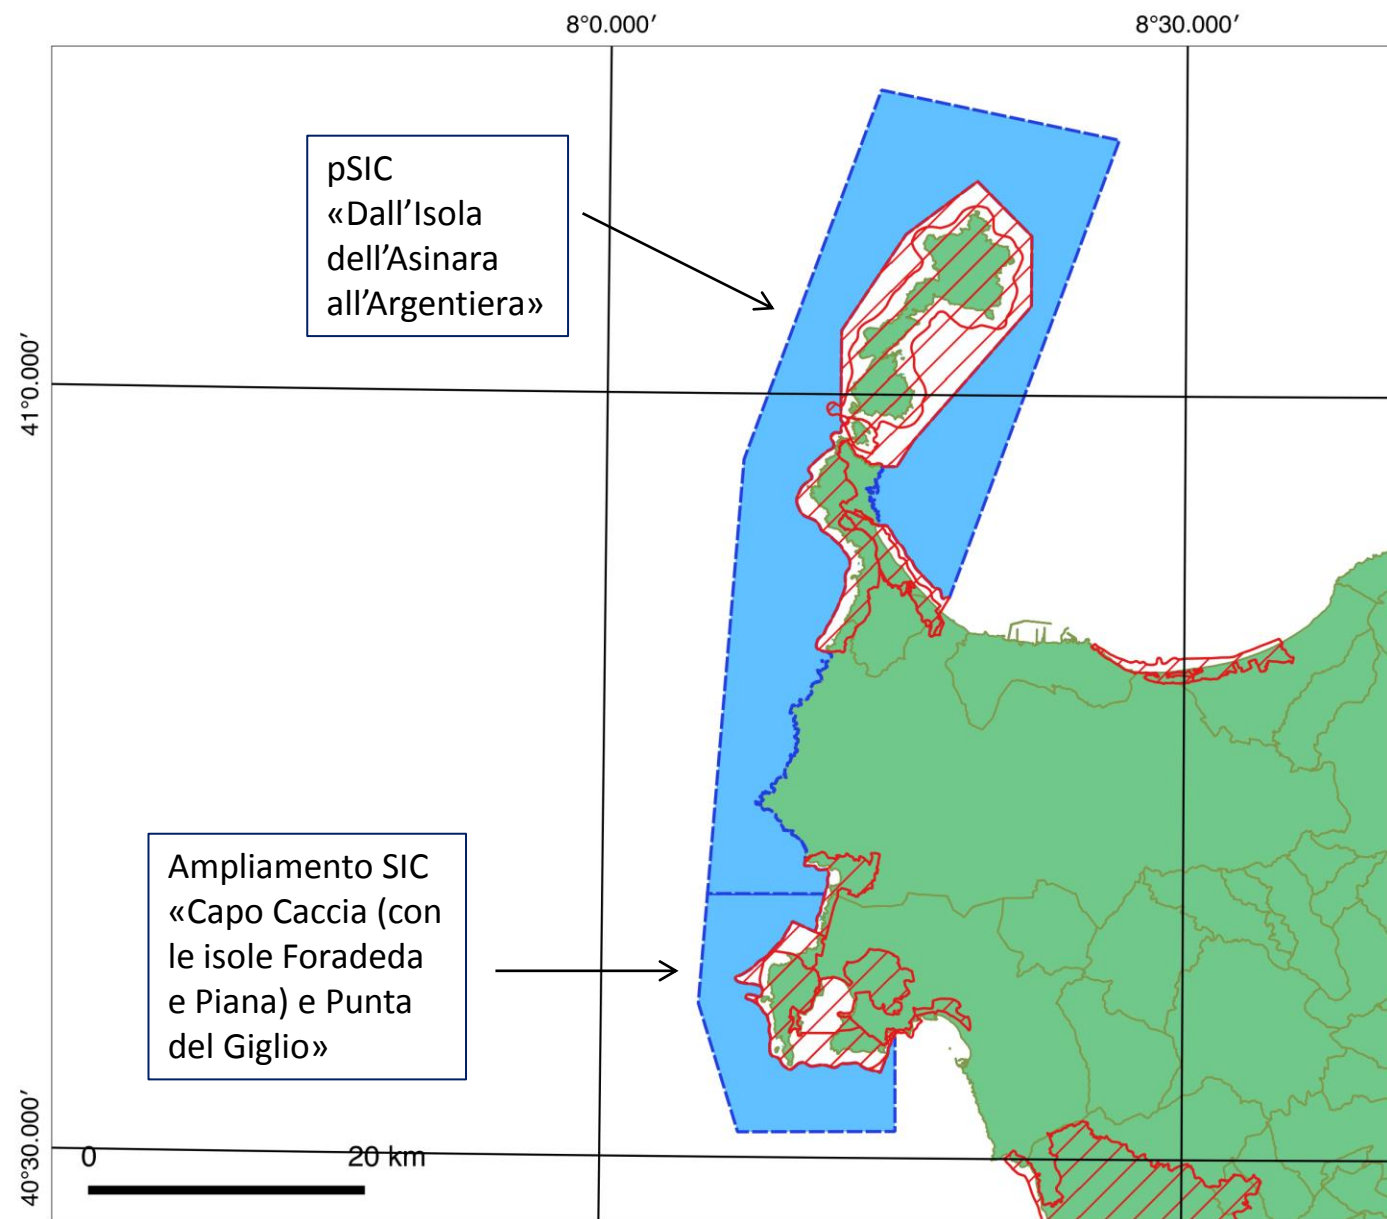 8°0.000′
8°30.000′
pSIC
«Dall’Isola
dell’Asinara
all’Argentiera»
41°0.000′
Ampliamento SIC
«Capo Caccia (con
le isole Foradeda
e Piana) e Punta
del Giglio»
40°30.000′
0
20 km